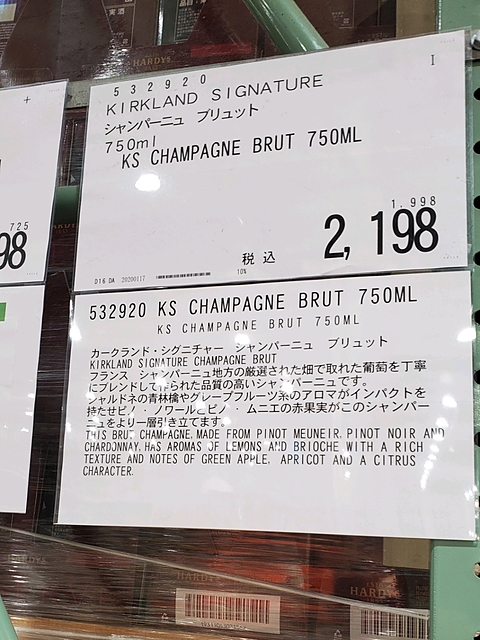 HARDYS
+
I
532920
KIRKLAND SIGNATURE
シャンパーニュ ブリュット
750ml
KS CHAMPAGNE BRUT 750ML
725
98
1,998
2,198
税込
10%
D16 DA 20200117
532920 KS CHAMPAGNE BRUT 750ML
KS CHAMPAGNE BRUT 750ML
カークランド・シグニチャー シャンパーニュ ブリュット
KIRKLAND SIGNATURE CHAMPAGNE BRUT
フランス シャンパーニュ地方の厳選された畑で取れた葡萄を丁寧
にブレンドして作られた品質の高いシャンパーニュです。
シャルドネの青林檎やグレープフルーツ系のアロマがインパクトを
持たせピノ・ノワールとピノ・ムニエの赤果実がこのシャンパー
ニュをより一層引き立てます。
THIS BRUT CHAMPAGNE, MADE FROM PINOT MEUNEIR, PINOT NOIR AND
CHARDONNAY, HAS AROMAS OF LEMONS AND BRIOCHE WITH A RICH
TEXTURE AND NOTES OF GREEN APPLE, APRICOT AND A CITRUS
CHARACTER.
HARDYS
HARDYS